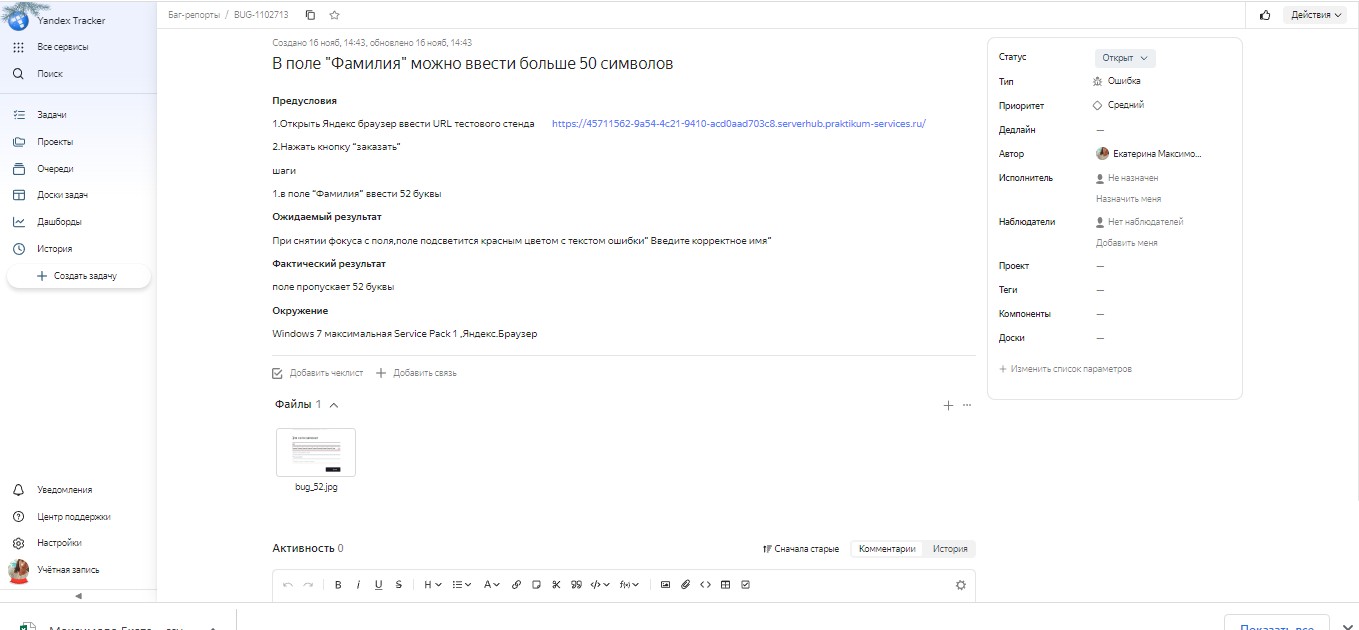 Yandex Tracker
Все сервисы
Поиск
Задачи
Проекты
Очереди
Доски задач
Дашборды
История
Создать задачу
Уведомления
Центр поддержки
Настройки
Учётная запись
Баг-репорты / BUG-1102713
Действия
Создано 16 нояб, 14:43, обновлено 16 нояб, 14:43
В поле "Фамилия" можно ввести больше 50 символов
Предусловия
1.Открыть Яндекс браузер ввести URL тестового стенда https://45711562-9a54-4c21-9410-acd0aad703c8.serverhub.praktikum-services.ru/
2.Нажать кнопку “заказать”
шаги
1.в поле “Фамилия” ввести 52 буквы
Ожидаемый результат
При снятии фокуса с поля,поле подсветится красным цветом с текстом ошибки” Введите корректное имя”
Фактический результат
поле пропускает 52 буквы
Окружение
Windows 7 максимальная Service Pack 1 ,Яндекс.Браузер
Добавить чеклист
Добавить связь
Файлы 1
bug_52.jpg
Активность 0
Сначала старые
Комментарии
История
B i U S H A
Статус Открыт
Тип Ошибка
Приоритет Средний
Дедлайн —
Автор Екатерина Максимо...
Исполнитель Не назначен
Назначить меня
Наблюдатели Нет наблюдателей
Добавить меня
Проект —
Теги —
Компоненты —
Доски —
Изменить список параметров
Показать все